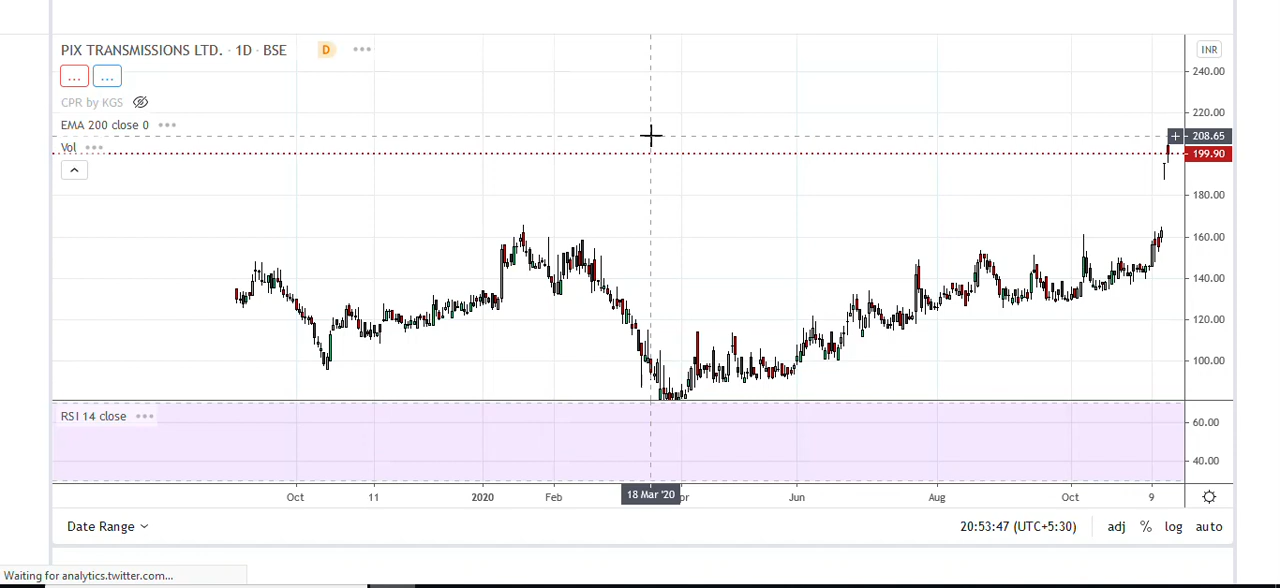 PIX TRANSMISSIONS LTD. · 1D · BSE D •••
INR
... ...
CPR by KGS
EMA 200 close 0 •••
Vol •••
240.00
220.00
+ 208.65
199.90
180.00
160.00
140.00
120.00
100.00
RSI 14 close •••
60.00
40.00
Oct 11 2020 Feb 18 Mar '20 pr Jun Aug Oct 9
Date Range 20:53:47 (UTC+5:30) adj % log auto
Waiting for analytics.twitter.com...